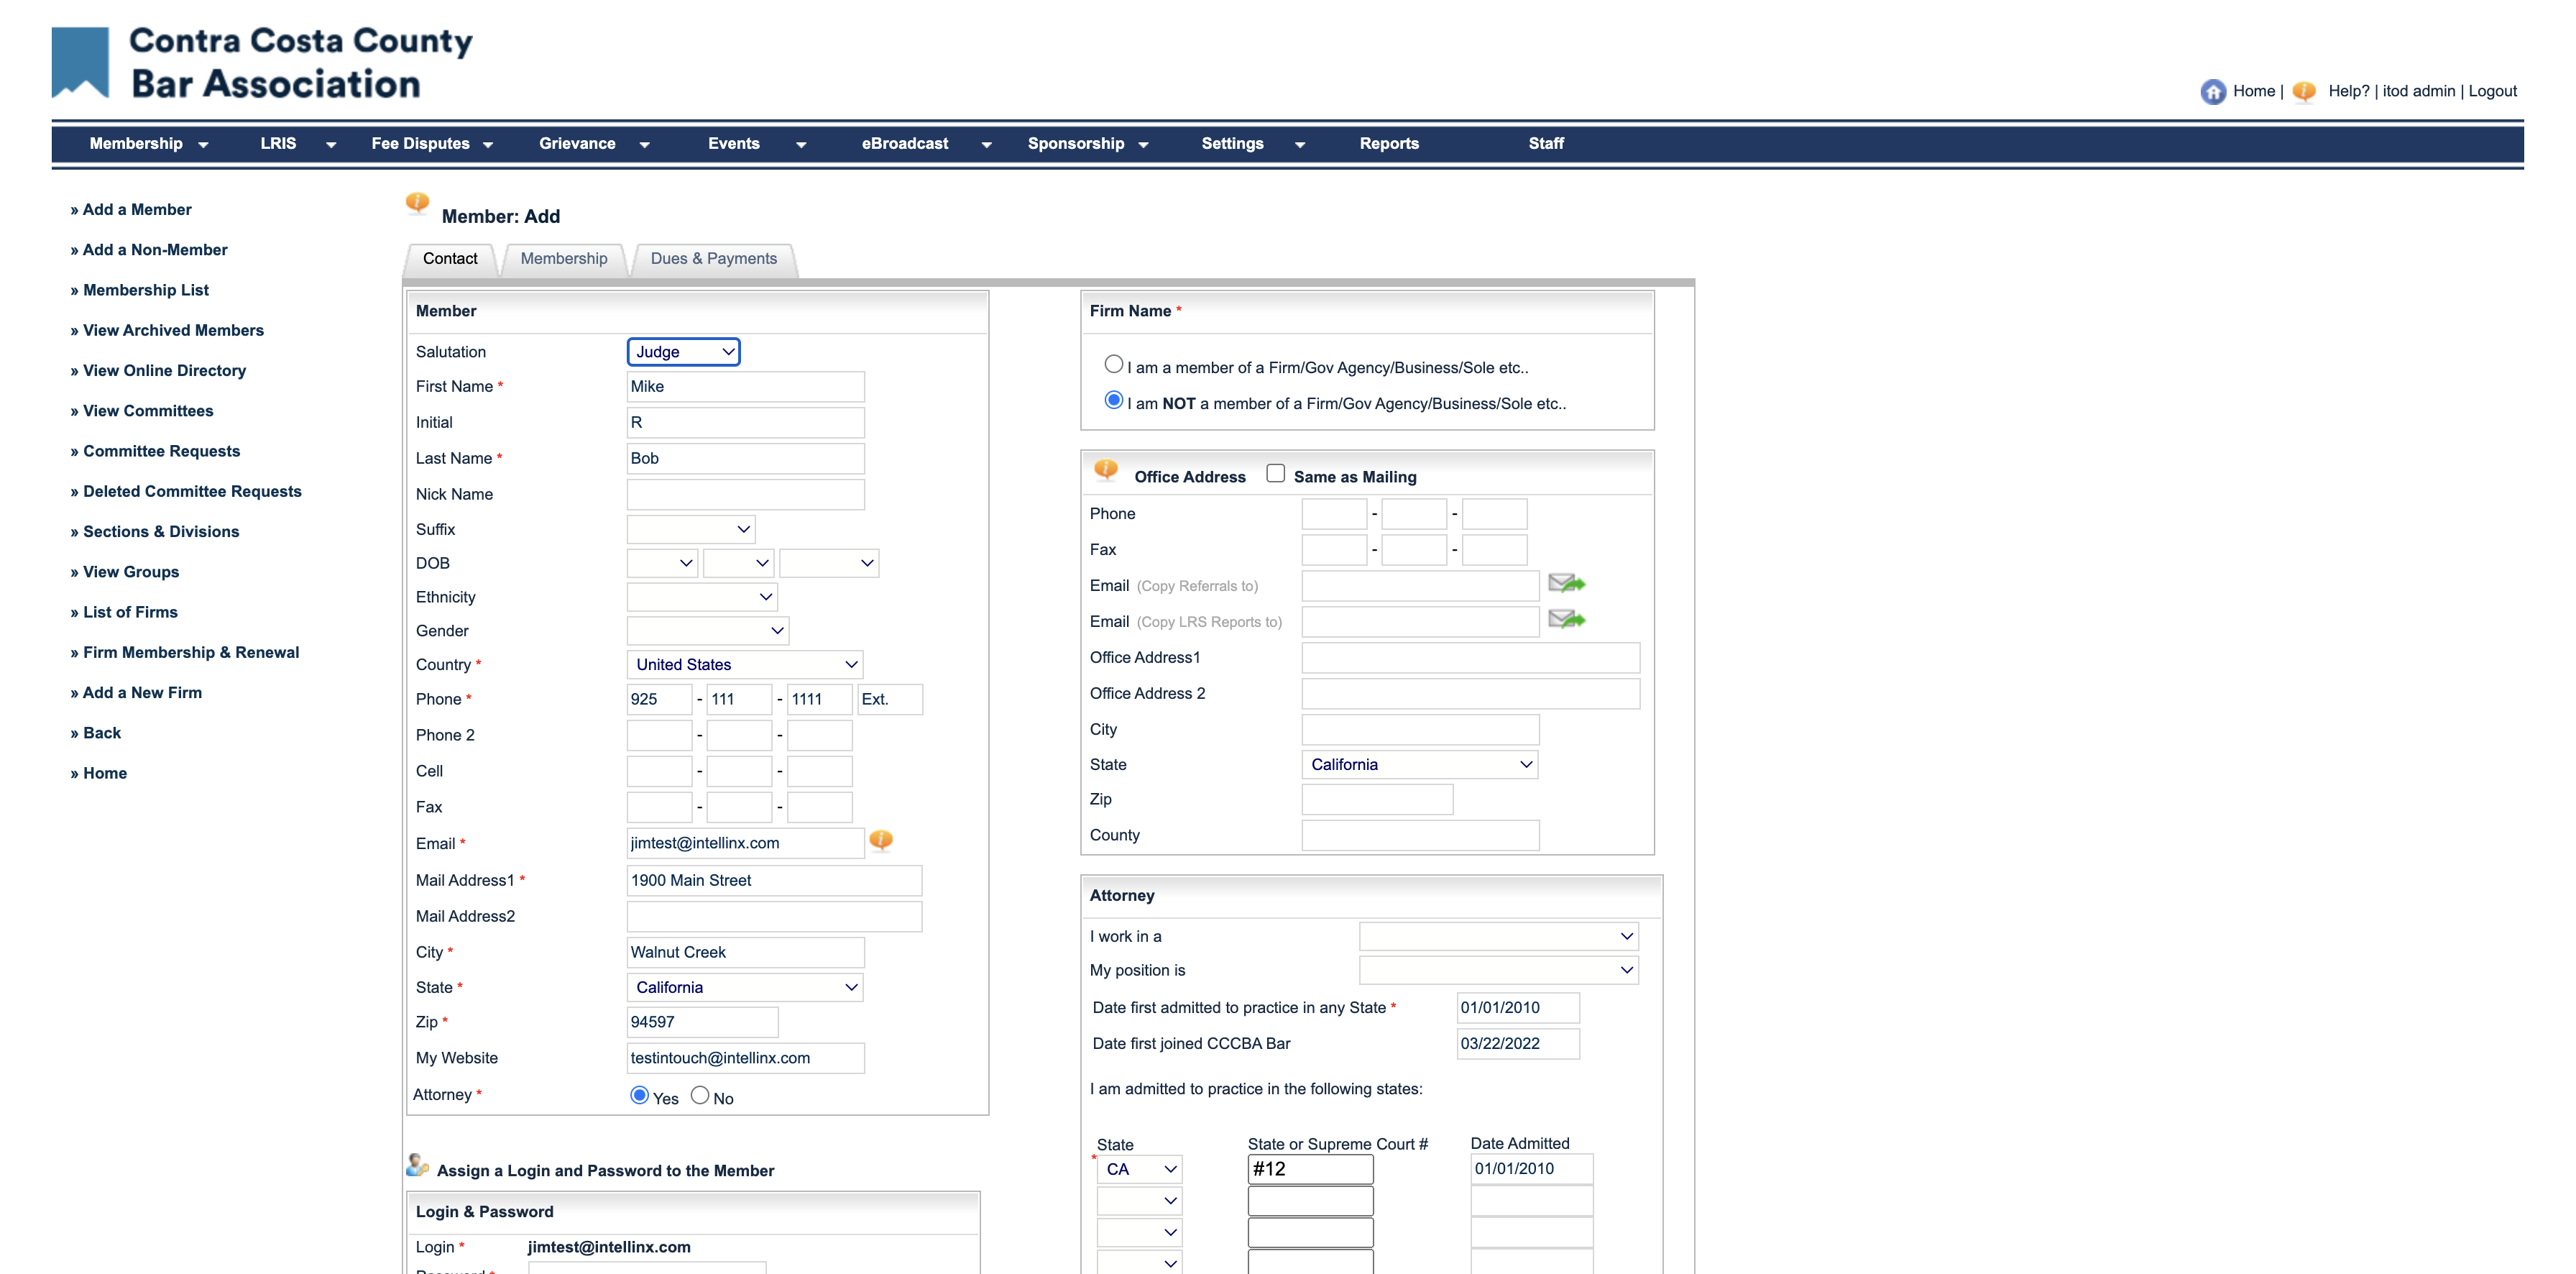 Contra Costa County
Bar Association
Home | Help? | itod admin | Logout
Membership LRIS Fee Disputes Grievance Events eBroadcast Sponsorship Settings Reports Staff
» Add a Member
» Add a Non-Member
» Membership List
» View Archived Members
» View Online Directory
» View Committees
» Committee Requests
» Deleted Committee Requests
» Sections & Divisions
» View Groups
» List of Firms
» Firm Membership & Renewal
» Add a New Firm
» Back
» Home
Member: Add
Contact Membership Dues & Payments
Member
Salutation Judge
First Name * Mike
Initial R
Last Name * Bob
Nick Name
Suffix
DOB
Ethnicity
Gender
Country * United States
Phone * 925 - 111 - 1111 Ext.
Phone 2 - -
Cell - -
Fax - -
Email * jimtest@intellinx.com
Mail Address1 * 1900 Main Street
Mail Address2
City * Walnut Creek
State * California
Zip * 94597
My Website testintouch@intellinx.com
Attorney * Yes No
Assign a Login and Password to the Member
Login & Password
Login * jimtest@intellinx.com
Firm Name *
I am a member of a Firm/Gov Agency/Business/Sole etc..
I am NOT a member of a Firm/Gov Agency/Business/Sole etc..
Office Address Same as Mailing
Phone - -
Fax - -
Email (Copy Referrals to)
Email (Copy LRS Reports to)
Office Address1
Office Address 2
City
State California
Zip
County
Attorney
I work in a
My position is
Date first admitted to practice in any State * 01/01/2010
Date first joined CCCBA Bar 03/22/2022
I am admitted to practice in the following states:
State State or Supreme Court # Date Admitted
* CA #12 01/01/2010